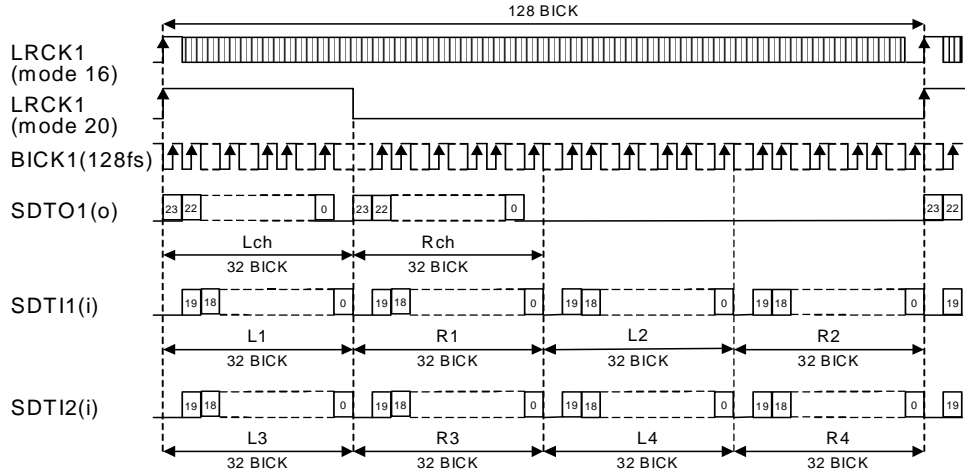 128 BICK
LRCK1
(mode 16)
LRCK1
(mode 20)
BICK1(128fs)
SDTO1(o)
23 22 0 23 22 0 23 22
Lch Rch
32 BICK 32 BICK
SDTI1(i)
19 18 0 19 18 0 19 18 0 19 18 0 19
L1 R1 L2 R2
32 BICK 32 BICK 32 BICK 32 BICK
SDTI2(i)
19 18 0 19 18 0 19 18 0 19 18 0 19
L3 R3 L4 R4
32 BICK 32 BICK 32 BICK 32 BICK